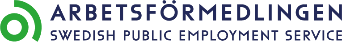 ARBETSFÖRMEDLINGEN
SWEDISH PUBLIC EMPLOYMENT SERVICE